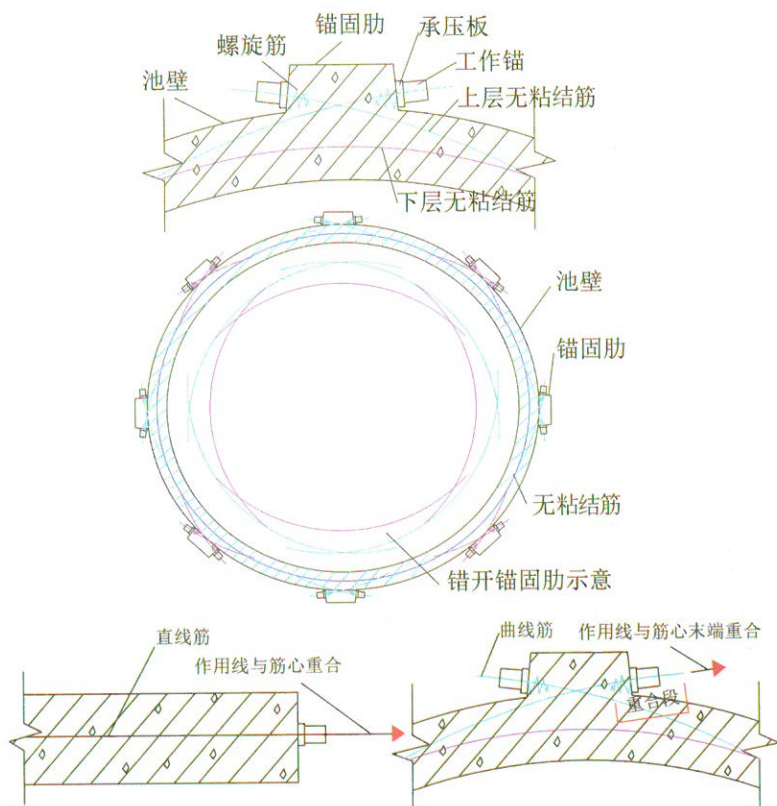 锚固肋
承压板
螺旋筋
工作锚
池壁
上层无粘结筋
下层无粘结筋
池壁
锚固肋
无粘结筋
错开锚固肋示意
直线筋
作用线与筋心重合
曲线筋
作用线与筋心末端重合
重合段